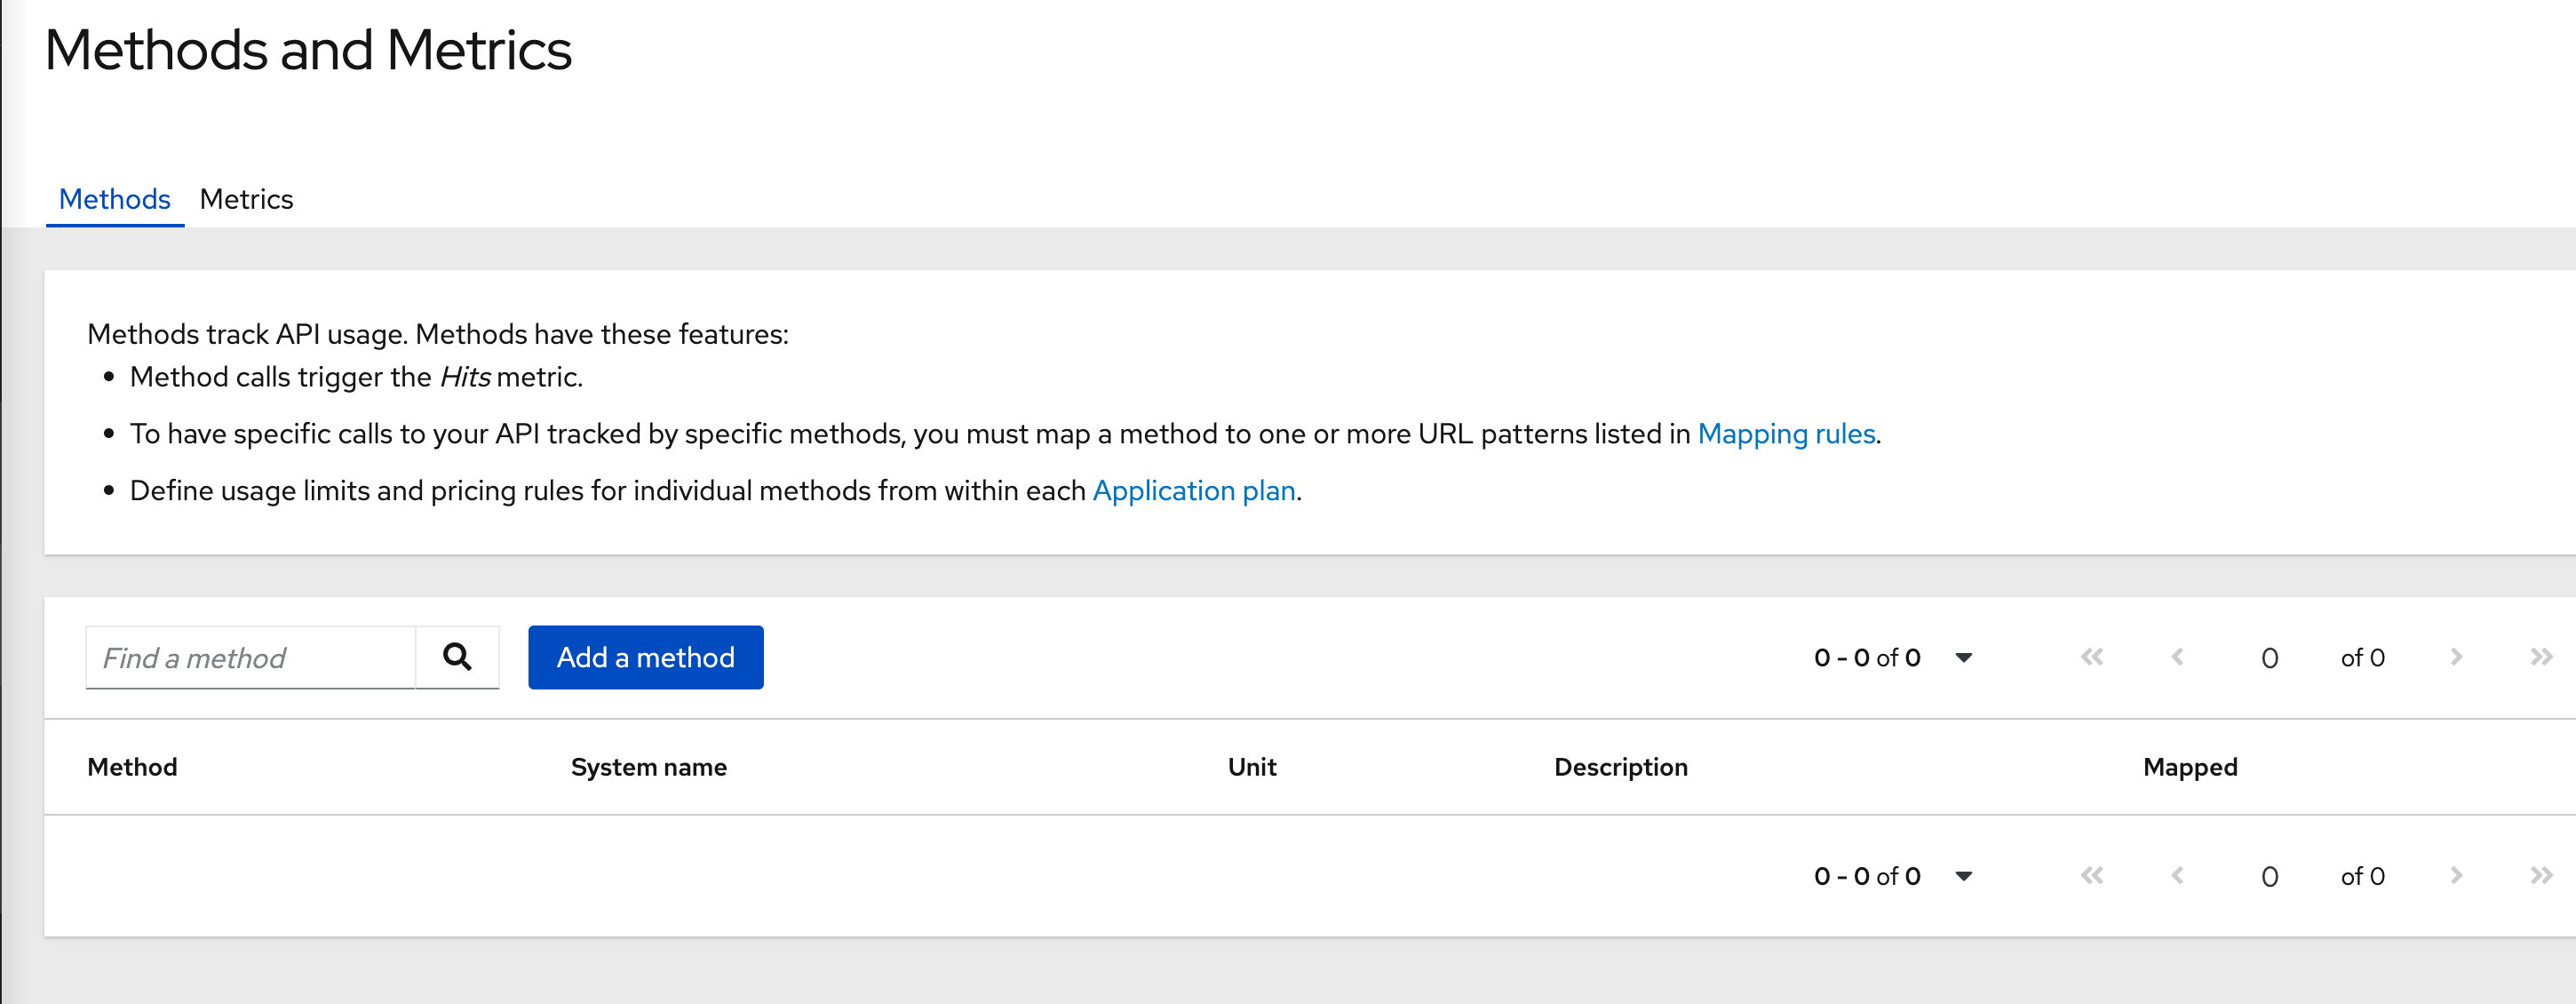 Methods and Metrics
Methods Metrics
Methods track API usage. Methods have these features:
• Method calls trigger the Hits metric.
• To have specific calls to your API tracked by specific methods, you must map a method to one or more URL patterns listed in Mapping rules.
• Define usage limits and pricing rules for individual methods from within each Application plan.
Find a method Add a method 0 - 0 of 0 0 of 0
Method System name Unit Description Mapped
0 - 0 of 0 0 of 0